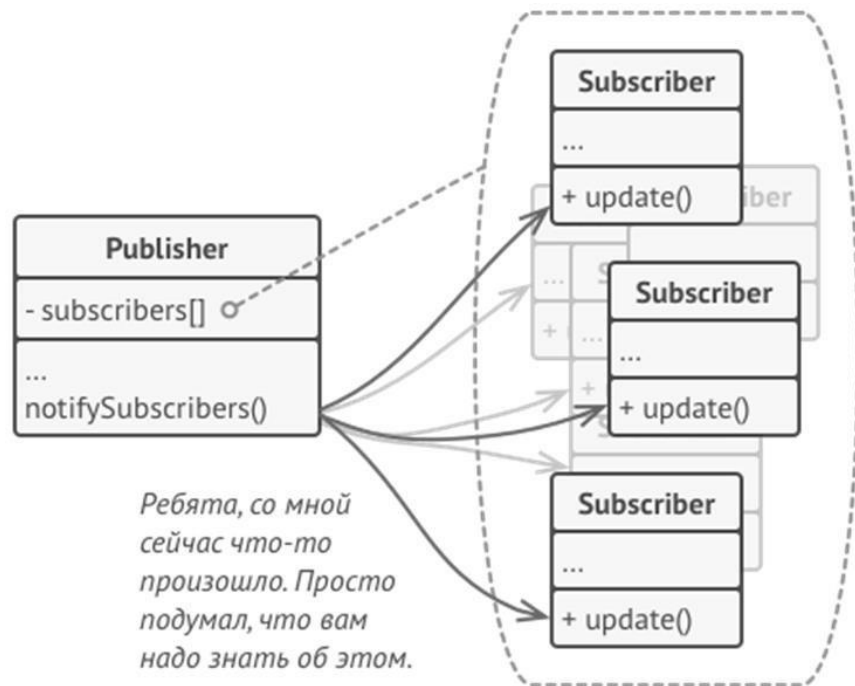 Publisher
- subscribers[]
...
notifySubscribers()
Ребята, со мной
сейчас что-то
произошло. Просто
подумал, что вам
надо знать об этом.
Subscriber
...
+ update()
iber
...
S
+
...
Subscriber
...
+ update()
+
S
Subscriber
...
+ update()